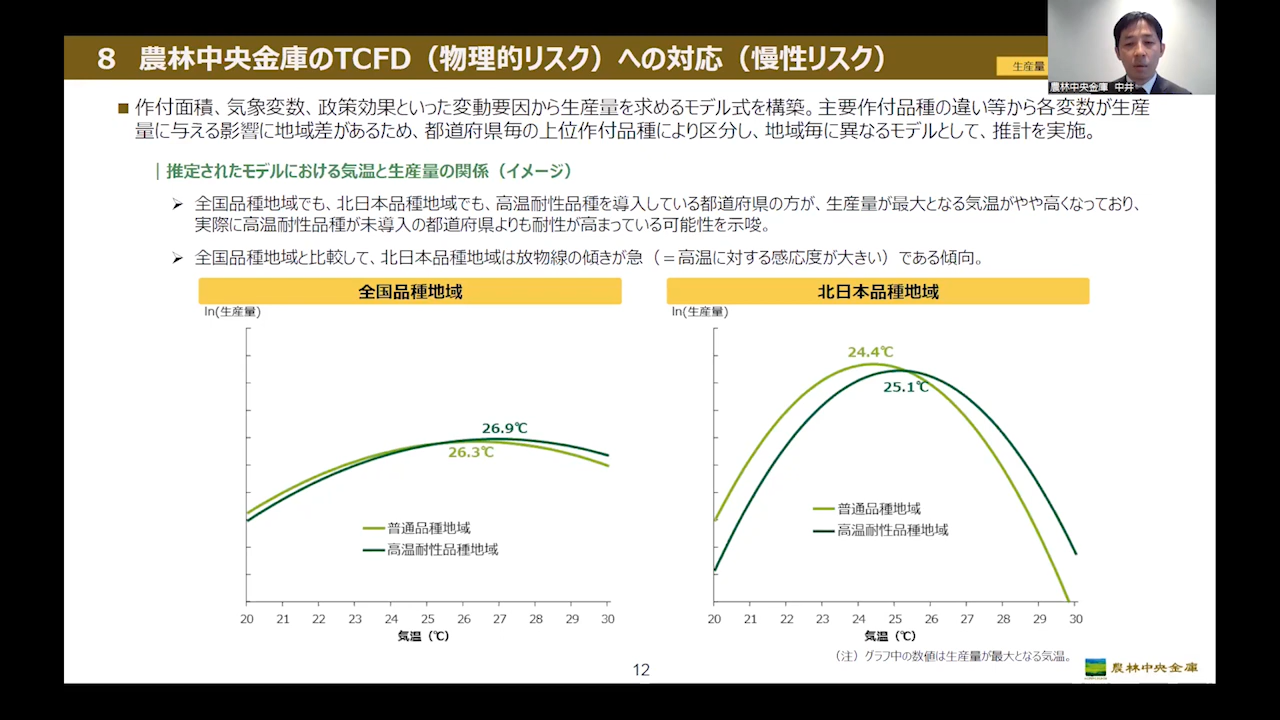 8 農林中央金庫のTCFD（物理的リスク）への対応（慢性リスク）
生産量
農林中央金庫 中井
■ 作付面積、気象変数、政策効果といった変動要因から生産量を求めるモデル式を構築。主要作付品種の違い等から各変数が生産
量に与える影響に地域差があるため、都道府県毎の上位作付品種により区分し、地域毎に異なるモデルとして、推計を実施。
｜推定されたモデルにおける気温と生産量の関係（イメージ）
➢ 全国品種地域でも、北日本品種地域でも、高温耐性品種を導入している都道府県の方が、生産量が最大となる気温がやや高くなっており、
実際に高温耐性品種が未導入の都道府県よりも耐性が高まっている可能性を示唆。
➢ 全国品種地域と比較して、北日本品種地域は放物線の傾きが急（＝高温に対する感応度が大きい）である傾向。
全国品種地域
ln(生産量)
26.9℃
26.3℃
普通品種地域
高温耐性品種地域
20 21 22 23 24 25 26 27 28 29 30
気温（℃）
北日本品種地域
ln(生産量)
24.4℃
25.1℃
普通品種地域
高温耐性品種地域
20 21 22 23 24 25 26 27 28 29 30
気温（℃）
（注）グラフ中の数値は生産量が最大となる気温。
12
農林中央金庫